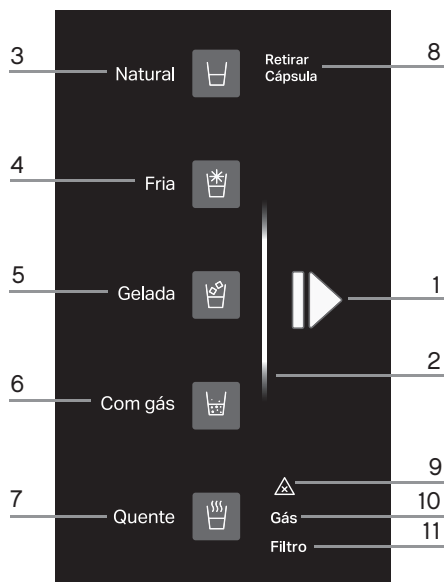 3
Natural
Retirar
Cápsula
8
4
Fria
5
Gelada
1
2
6
Com gás
9
7
Quente
Gás
10
Filtro
11